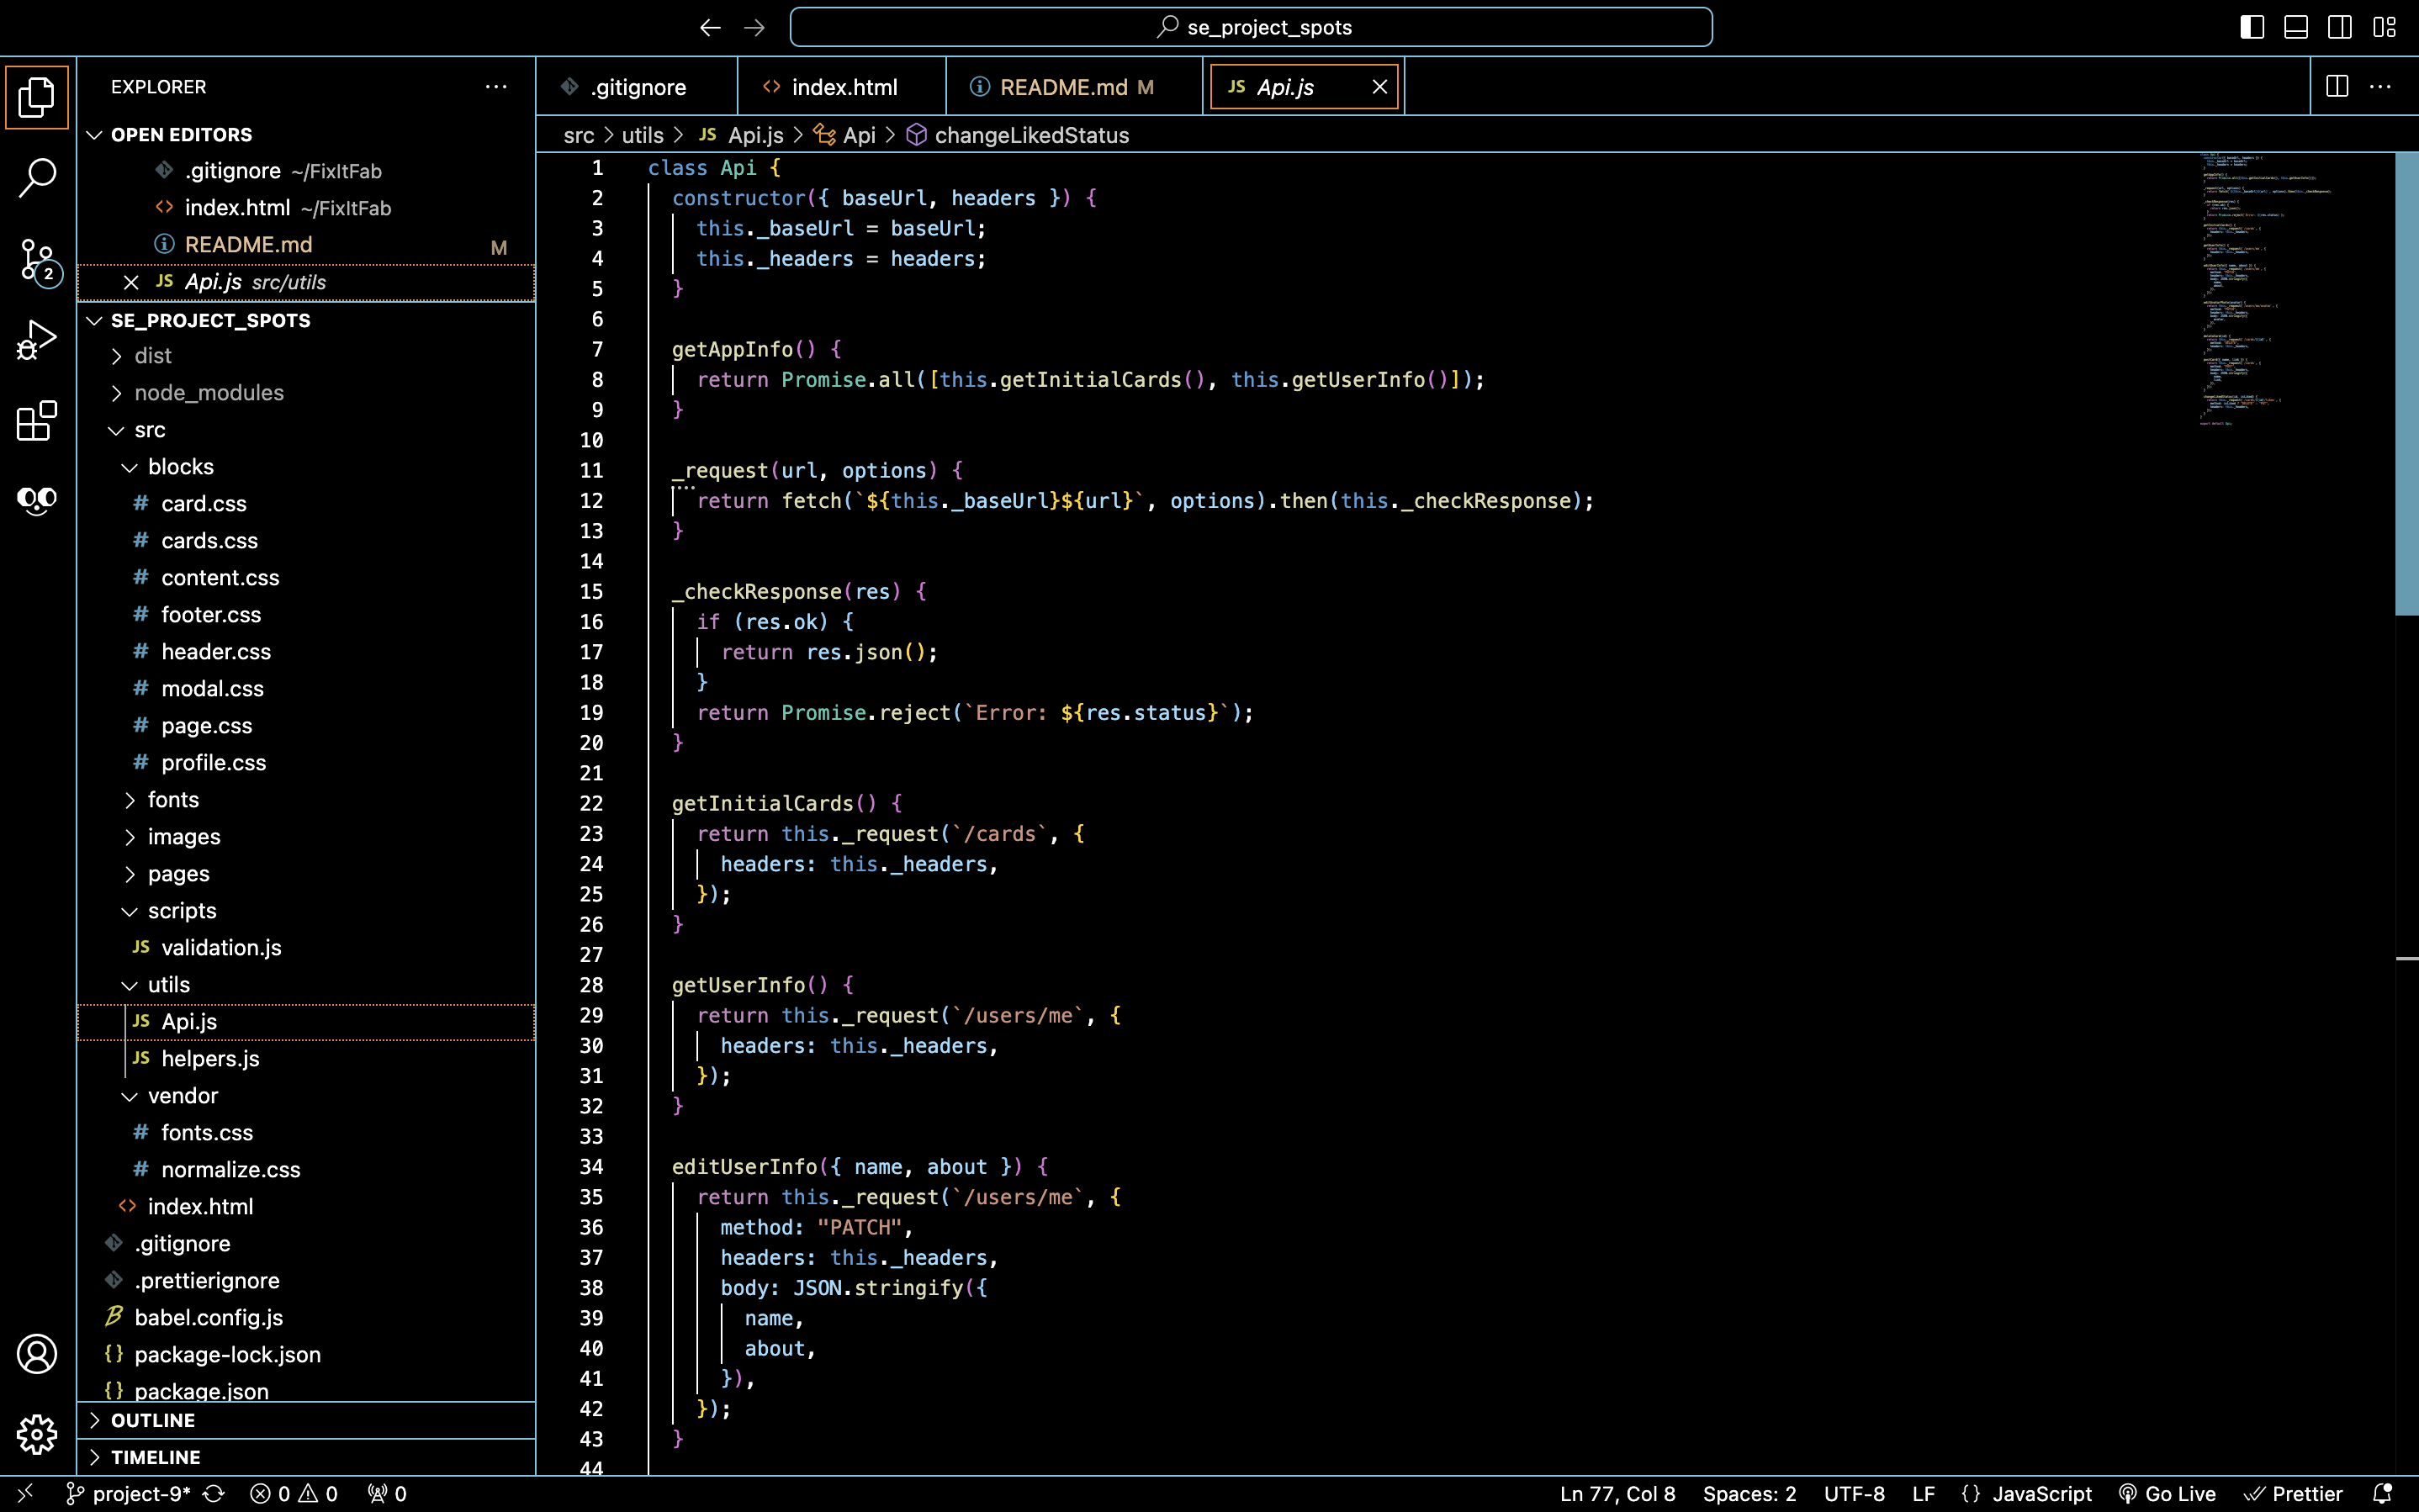 se_project_spots
EXPLORER
OPEN EDITORS
.gitignore ~/FixItFab
index.html ~/FixItFab
README.md M
JS Api.js src/utils
SE_PROJECT_SPOTS
dist
node_modules
src
blocks
# card.css
# cards.css
# content.css
# footer.css
# header.css
# modal.css
# page.css
# profile.css
fonts
images
pages
scripts
JS validation.js
utils
JS Api.js
JS helpers.js
vendor
# fonts.css
# normalize.css
<> index.html
.gitignore
.prettierignore
babel.config.js
{} package-lock.json
{} package.json
OUTLINE
TIMELINE
.gitignore
<> index.html
README.md M
JS Api.js
src > utils > JS Api.js > Api > changeLikedStatus
1 class Api {
2 constructor({ baseUrl, headers }) {
3 this._baseUrl = baseUrl;
4 this._headers = headers;
5 }
6
7 getAppInfo() {
8 return Promise.all([this.getInitialCards(), this.getUserInfo()]);
9 }
10
11 _request(url, options) {
12 return fetch(`${this._baseUrl}${url}`, options).then(this._checkResponse);
13 }
14
15 _checkResponse(res) {
16 if (res.ok) {
17 return res.json();
18 }
19 return Promise.reject(`Error: ${res.status}`);
20 }
21
22 getInitialCards() {
23 return this._request(`/cards`, {
24 headers: this._headers,
25 });
26 }
27
28 getUserInfo() {
29 return this._request(`/users/me`, {
30 headers: this._headers,
31 });
32 }
33
34 editUserInfo({ name, about }) {
35 return this._request(`/users/me`, {
36 method: "PATCH",
37 headers: this._headers,
38 body: JSON.stringify({
39 name,
40 about,
41 }),
42 });
43 }
44
2
project-9* 0 0 0
Ln 77, Col 8 Spaces: 2 UTF-8 LF {} JavaScript Go Live Prettier